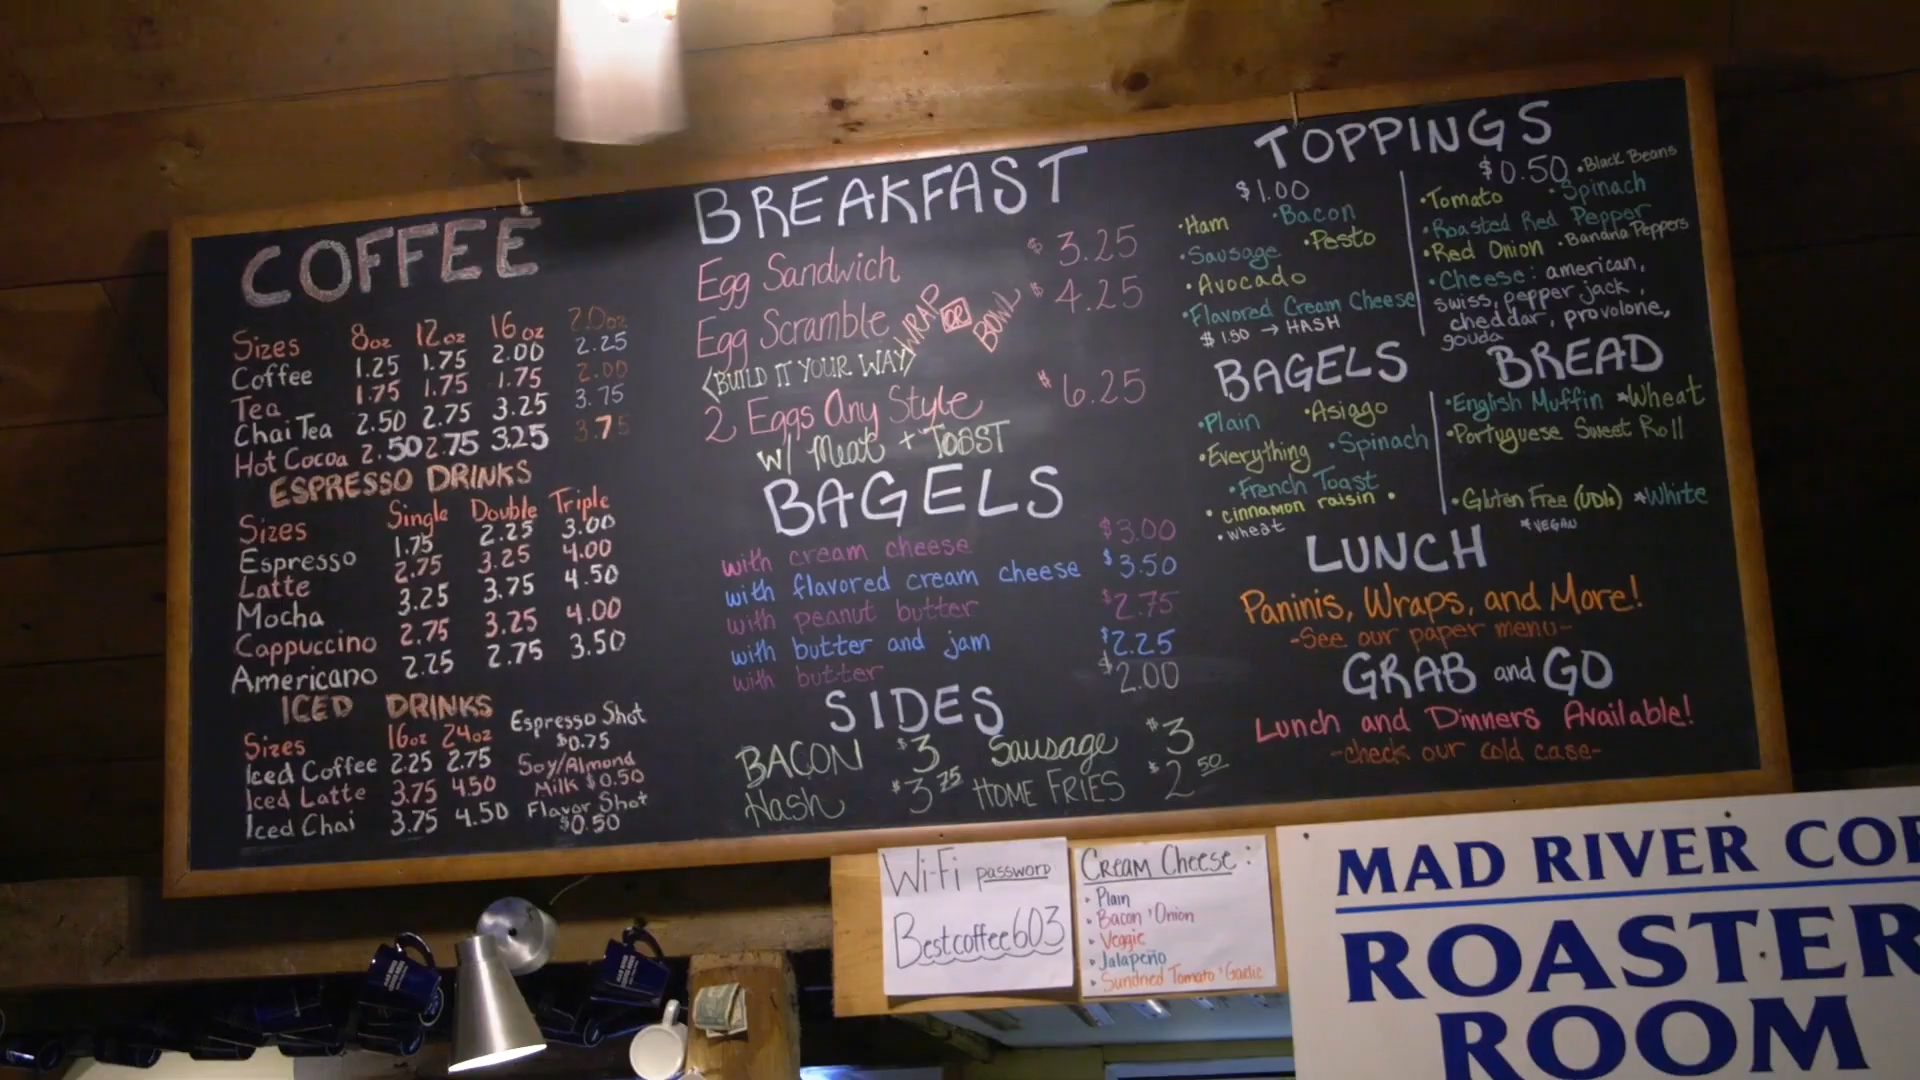 COFFEE
Sizes 8oz 12oz 16oz 20oz
Coffee 1.25 1.75 2.00 2.25
Tea 1.75 1.75 1.75 2.00
Chai Tea 2.50 2.75 3.25 3.75
Hot Cocoa 2.50 2.75 3.25 3.75
ESPRESSO DRINKS
Sizes Single Double Triple
Espresso 1.75 2.25 3.00
Latte 2.75 3.25 4.00
Mocha 3.25 3.75 4.50
Cappuccino 2.75 3.25 4.00
Americano 2.25 2.75 3.50
ICED DRINKS
Sizes 16oz 24oz
Iced Coffee 2.25 2.75
Iced Latte 3.75 4.50
Iced Chai 3.75 4.50
Espresso Shot
$0.75
Soy/Almond
Milk $0.50
Flavor Shot
$0.50
BREAKFAST
Egg Sandwich $3.25
Egg Scramble WRAP OR BOWL $4.25
(BUILD IT YOUR WAY)
2 Eggs Any Style $6.25
w/ Meat + TOAST
BAGELS
with cream cheese $3.00
with flavored cream cheese $3.50
with peanut butter $2.75
with butter and jam $2.25
with butter $2.00
SIDES
BACON $3 Sausage $3
Hash $3.75 HOME FRIES $2.50
TOPPINGS
$1.00
•Ham •Bacon
•Sausage •Pesto
•Avocado
•Flavored Cream Cheese
$1.50 → HASH
$0.50 •Black Beans
•Tomato •Spinach
•Roasted Red Pepper
•Red Onion •Banana Peppers
•Cheese: american,
swiss, pepper jack,
cheddar, provolone,
gouda
BAGELS
•Plain •Asiago
•Everything •Spinach
•French Toast
•cinnamon raisin •
•wheat
BREAD
•English Muffin *Wheat
•Portuguese Sweet Roll
•Gluten Free (UDIs) *White
*VEGAN
LUNCH
Paninis, Wraps, and More!
-See our paper menu-
GRAB and GO
Lunch and Dinners Available!
-check our cold case-
Wi-Fi password
Bestcoffee603
CREAM CHEESE:
• Plain
• Bacon 'Onion
• Veggie
• Jalapeño
• Sundried Tomato 'Garlic
MAD RIVER COF
ROASTER
ROOM